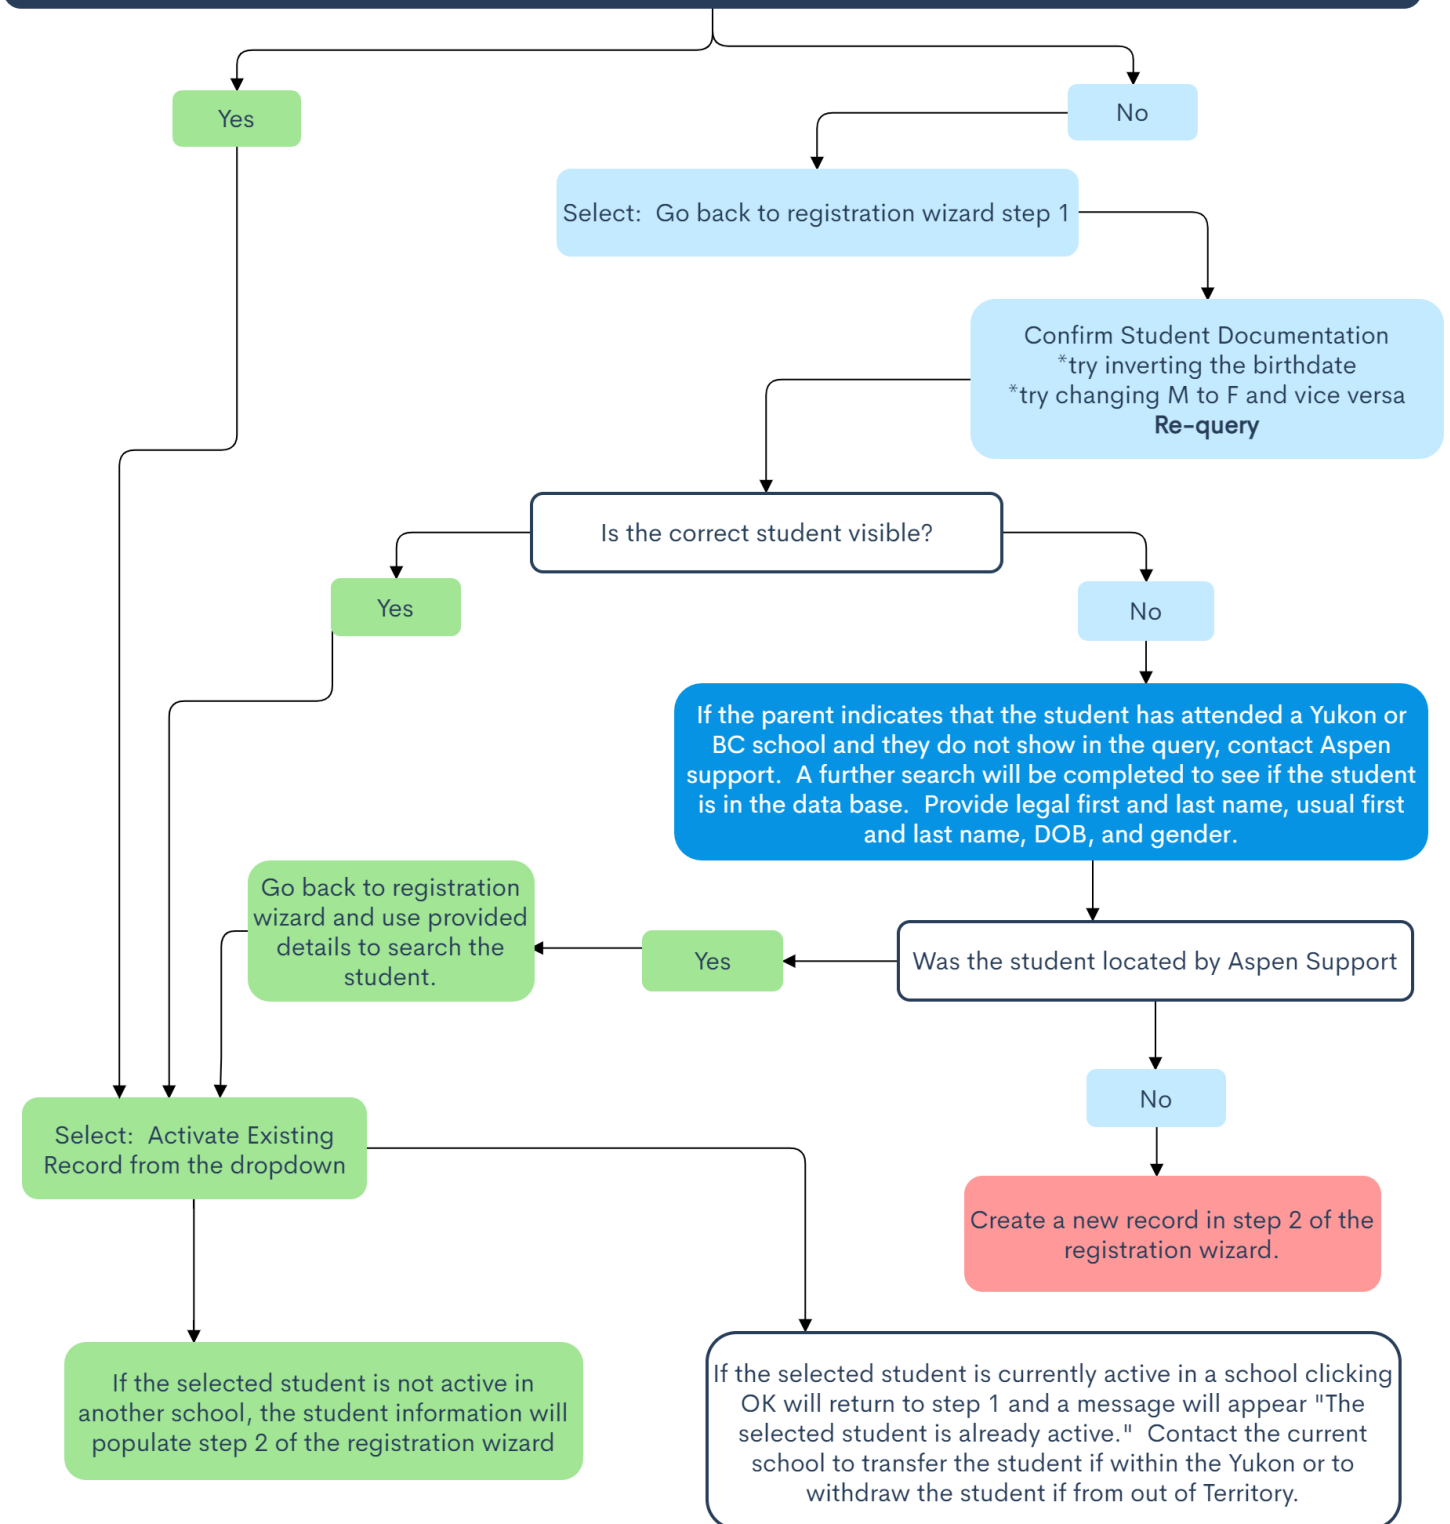 Yes
No
Select:  Go back to registration wizard step 1
Confirm Student Documentation
*try inverting the birthdate
*try changing M to F and vice versa
Re-query
Is the correct student visible?
Yes
No
If the parent indicates that the student has attended a Yukon or
BC school and they do not show in the query, contact Aspen
support.  A further search will be completed to see if the student
is in the data base.  Provide legal first and last name, usual first
and last name, DOB, and gender.
Go back to registration
wizard and use provided
details to search the
student.
Yes
Was the student located by Aspen Support
No
Select:  Activate Existing
Record from the dropdown
Create a new record in step 2 of the
registration wizard.
If the selected student is not active in
another school, the student information will
populate step 2 of the registration wizard
If the selected student is currently active in a school clicking
OK will return to step 1 and a message will appear "The
selected student is already active."  Contact the current
school to transfer the student if within the Yukon or to
withdraw the student if from out of Territory.